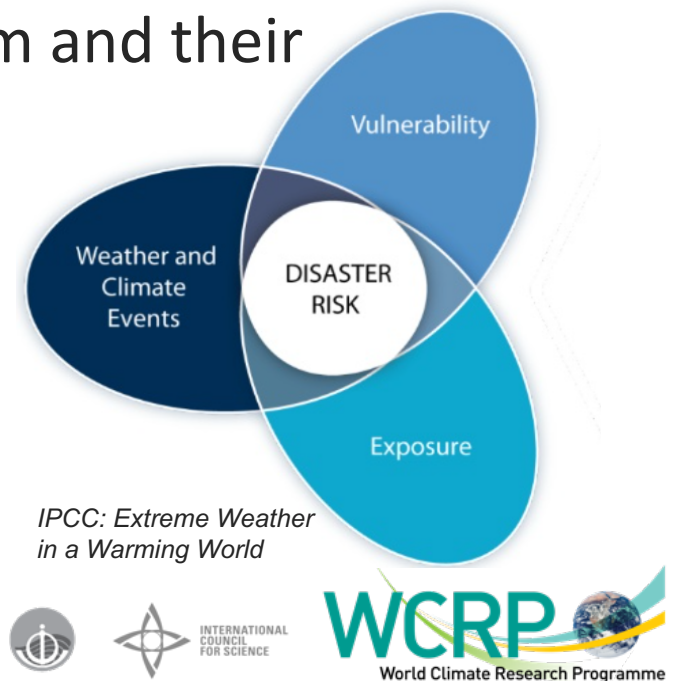 m and their
Vulnerability
Weather and
Climate
Events
DISASTER
RISK
Exposure
IPCC: Extreme Weather
in a Warming World
INTERNATIONAL
COUNCIL
FOR SCIENCE
WCRP
World Climate Research Programme